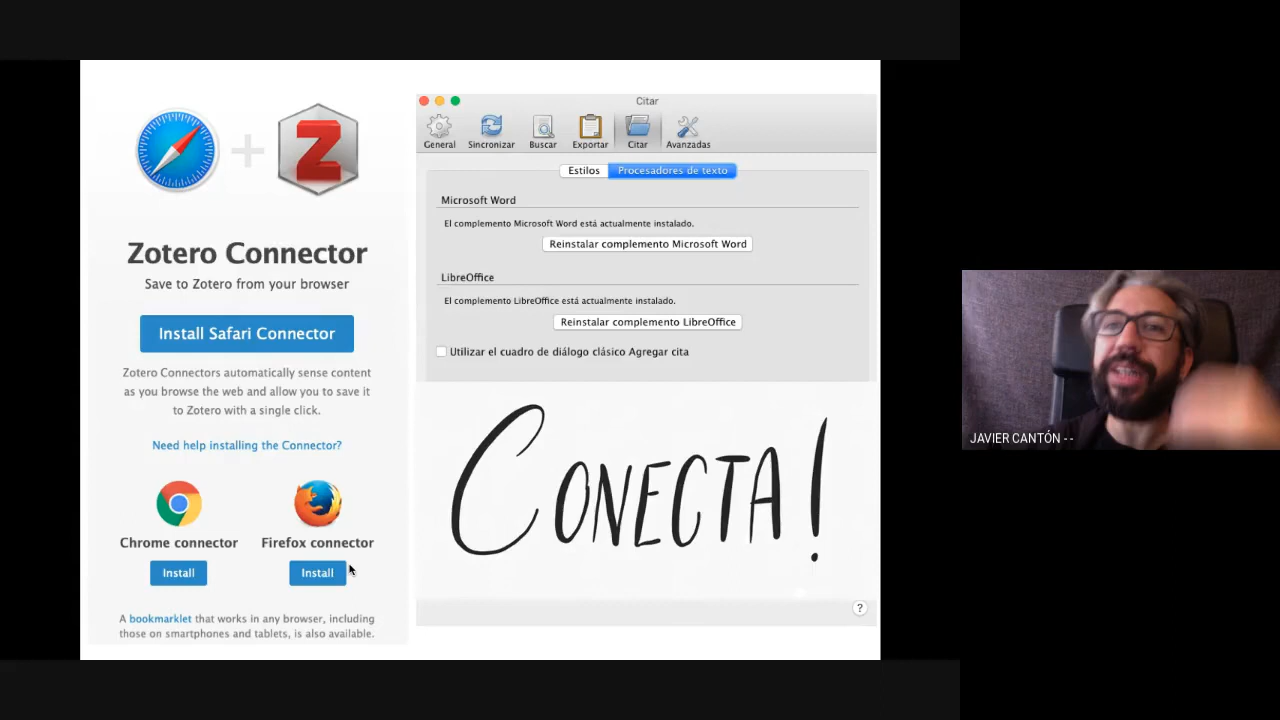 Z
Zotero Connector
Save to Zotero from your browser
Install Safari Connector
Zotero Connectors automatically sense content
as you browse the web and allow you to save it
to Zotero with a single click.
Need help installing the Connector?
Chrome connector
Firefox connector
Install
Install
A bookmarklet that works in any browser, including
those on smartphones and tablets, is also available.
Citar
General
Sincronizar
Buscar
Exportar
Citar
Avanzadas
Estilos
Procesadores de texto
Microsoft Word
El complemento Microsoft Word está actualmente instalado.
Reinstalar complemento Microsoft Word
LibreOffice
El complemento LibreOffice está actualmente instalado.
Reinstalar complemento LibreOffice
Utilizar el cuadro de diálogo clásico Agregar cita
CONECTA!
?
JAVIER CANTÓN - -